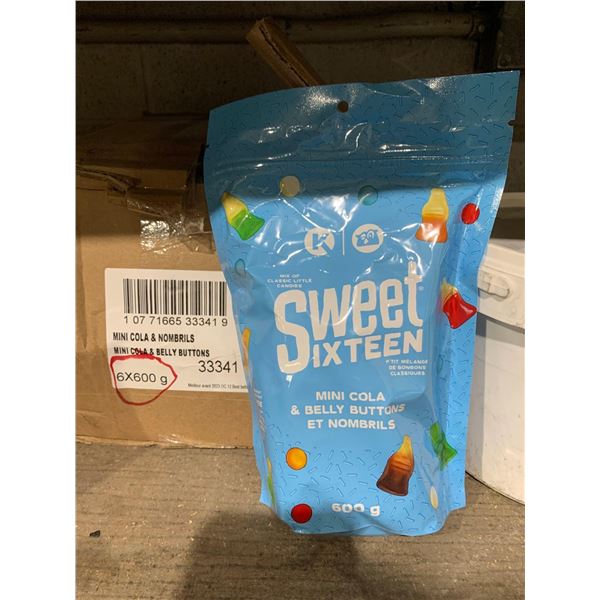 1 07 71665 33341 9
MINI COLA & NOMBRILS
MINI COLA & BELLY BUTTONS
33341
6X600 g
K
MIX OF
CLASSIC LITTLE
CANDIES
Sweet
SIXTEEN
P'TIT MÉLANGE
DE BONBONS
CLASSIQUES
MINI COLA
& BELLY BUTTONS
ET NOMBRILS
600 g